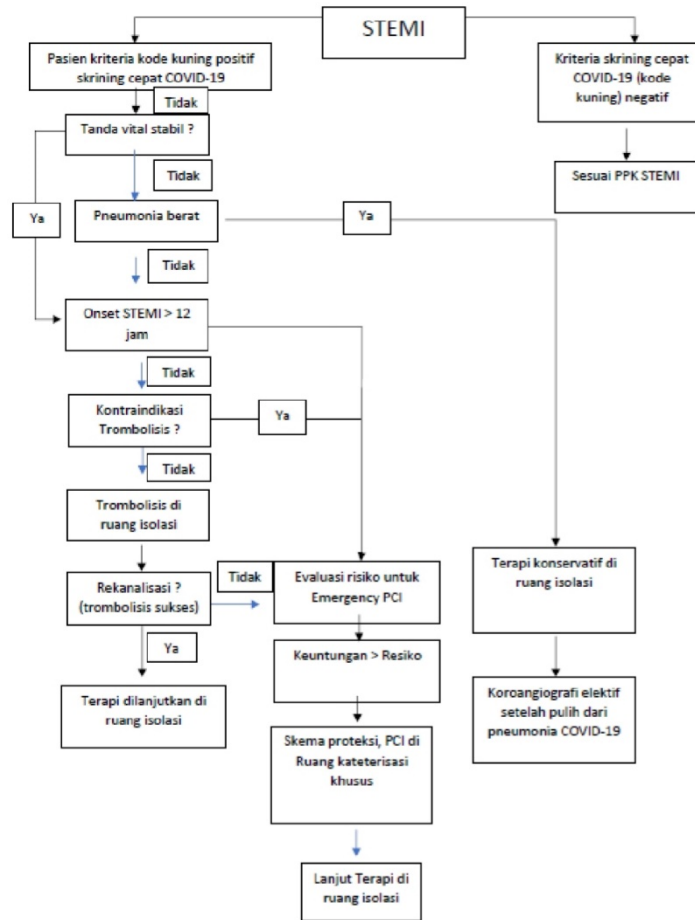 STEMI
Pasien kriteria kode kuning positif
skrining cepat COVID-19
Kriteria skrining cepat
COVID-19 (kode
kuning) negatif
Tidak
Tanda vital stabil ?
Sesuai PPK STEMI
Tidak
Ya
Pneumonia berat
Ya
Tidak
Onset STEMI > 12
jam
Tidak
Kontraindikasi
Trombolisis ?
Ya
Tidak
Trombolisis di
ruang isolasi
Rekanalisasi ?
(trombolisis sukses)
Tidak
Evaluasi risiko untuk
Emergency PCI
Terapi konservatif di
ruang isolasi
Ya
Keuntungan > Resiko
Terapi dilanjutkan di
ruang isolasi
Koroangiografi elektif
setelah pulih dari
pneumonia COVID-19
Skema proteksi, PCI di
Ruang kateterisasi
khusus
Lanjut Terapi di
ruang isolasi